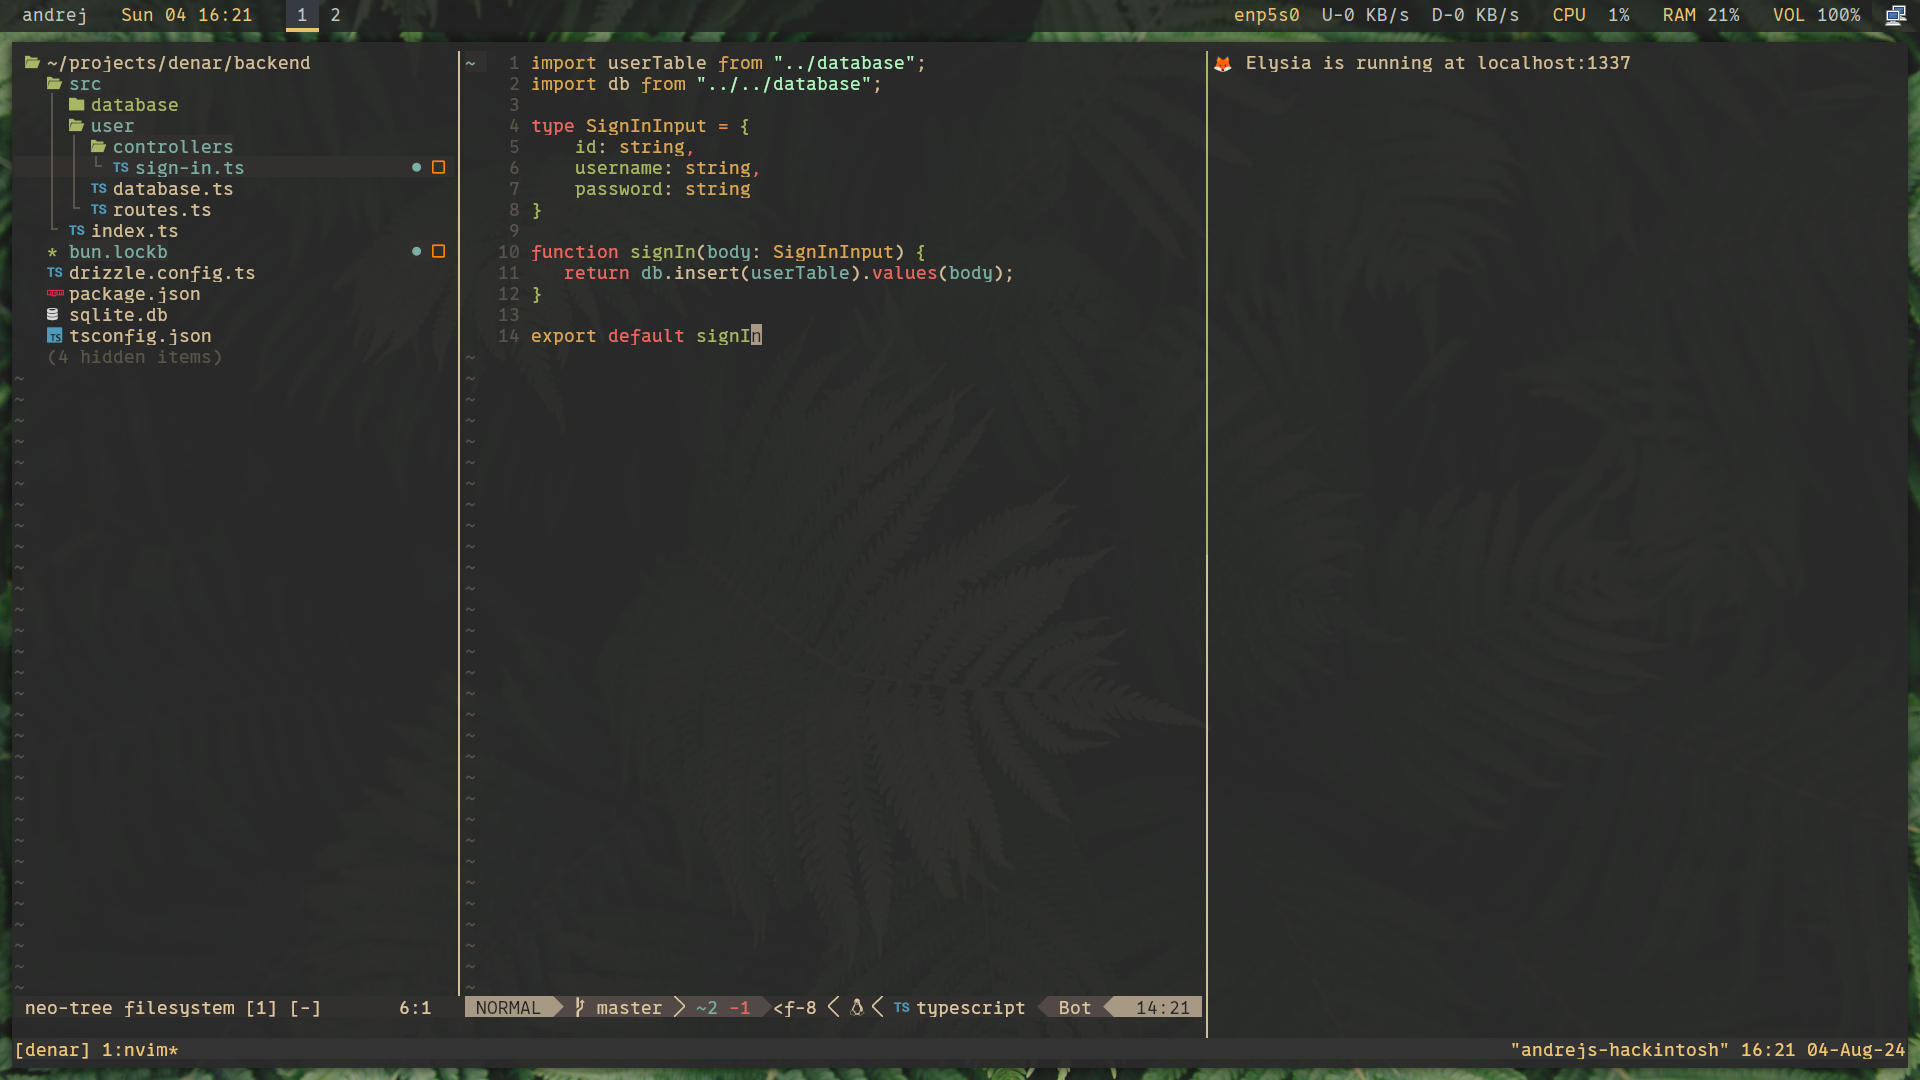 andrej Sun 04 16:21 1 2 enp5s0 U-0 KB/s D-0 KB/s CPU 1% RAM 21% VOL 100%
~/projects/denar/backend
src
database
user
controllers
TS sign-in.ts
TS database.ts
TS routes.ts
TS index.ts
* bun.lockb
TS drizzle.config.ts
package.json
sqlite.db
TS tsconfig.json
(4 hidden items)
~ 1 import userTable from "../database";
2 import db from "../../database";
3
4 type SignInInput = {
5 id: string,
6 username: string,
7 password: string
8 }
9
10 function signIn(body: SignInInput) {
11 return db.insert(userTable).values(body);
12 }
13
14 export default signIn
🦊 Elysia is running at localhost:1337
neo-tree filesystem [1] [-] 6:1
NORMAL master ~2 -1 <f-8 TS typescript Bot 14:21
[denar] 1:nvim* "andrejs-hackintosh" 16:21 04-Aug-24